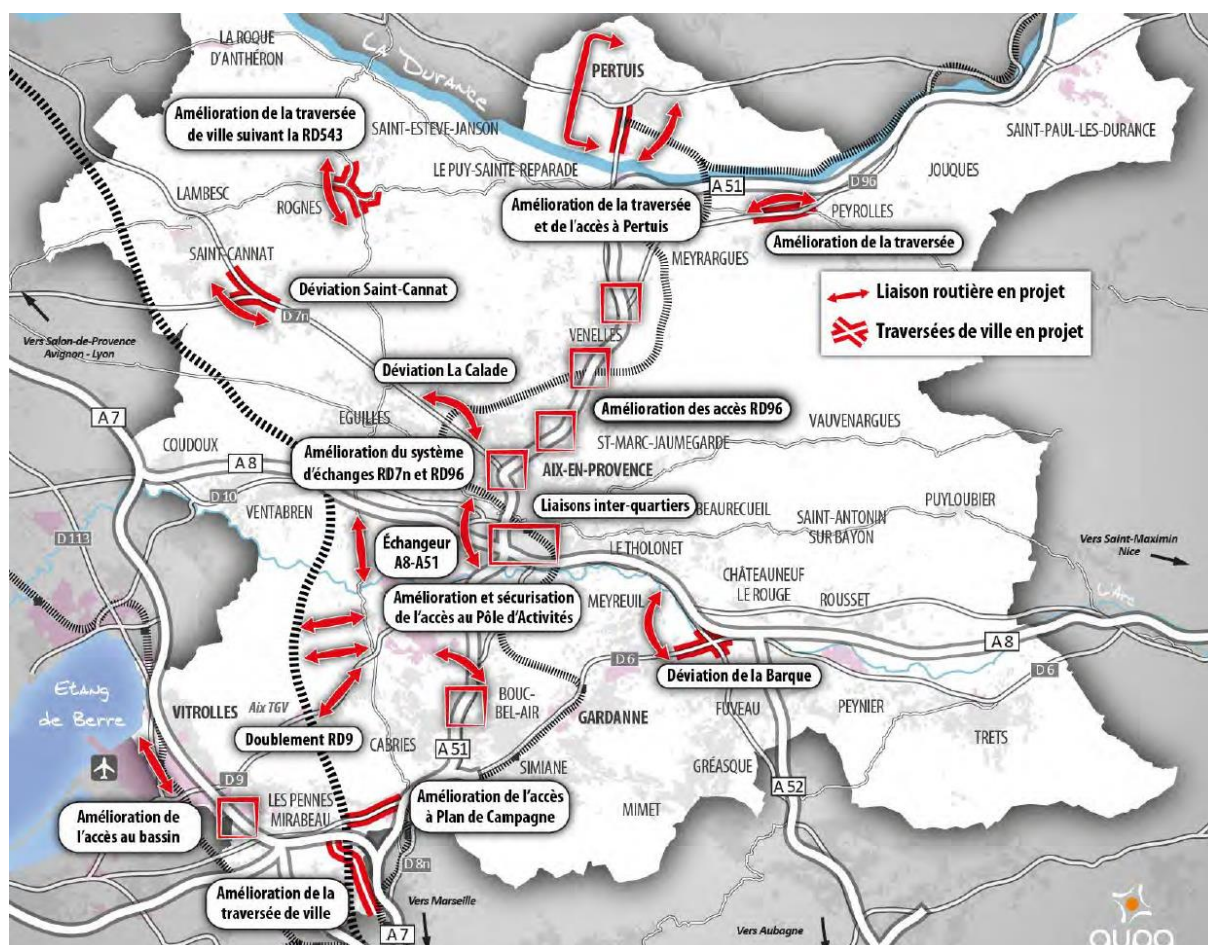 LA ROQUE
D'ANTHÉRON
LA DURANCE
PERTUIS
Amélioration de la traversée
de ville suivant la RD543
SAINT-ESTEVE-JANSON
SAINT-PAUL-LES-DURANCE
LE PUY-SAINTE-REPARADE
JOUQUES
A 51
D 96
LAMBESC
ROGNES
Amélioration de la traversée
et de l'accès à Pertuis
PEYROLLES
Amélioration de la traversée
SAINT-CANNAT
MEYRARGUES
Déviation Saint-Cannat
D 7n
Liaison routière en projet
Traversées de ville en projet
Vers Salon-de-Provence
Avignon - Lyon
VENELLES
Déviation La Calade
A 7
EGUILLES
Amélioration des accès RD96
VAUVENARGUES
ST-MARC-JAUMEGARDE
COUDOUX
A 8
Amélioration du système
d'échanges RD7n et RD96
AIX-EN-PROVENCE
D 10
VENTABREN
Liaisons inter-quartiers
BEAURECUEIL
PUYLOUBIER
SAINT-ANTONIN
SUR BAYON
D 113
Échangeur
A8-A51
LE THOLONET
Vers Saint-Maximin
Nice
CHÂTEAUNEUF
LE ROUGE
Amélioration et sécurisation
de l'accès au Pôle d'Activités
MEYREUIL
ROUSSET
L'Arc
A 8
D 6
D 6
Déviation de la Barque
ETANG
DE BERRE
VITROLLES
Aix TGV
BOUC-
BEL-AIR
GARDANNE
FUVEAU
PEYNIER
Doublement RD9
CABRIES
A 51
TRETS
SIMIANE
GRÉASQUE
D 9
A 52
Amélioration de
l'accès au bassin
LES PENNES
MIRABEAU
Amélioration de l'accès
à Plan de Campagne
MIMET
D 8n
Amélioration de la
traversée de ville
Vers Marseille
A 7
Vers Aubagne